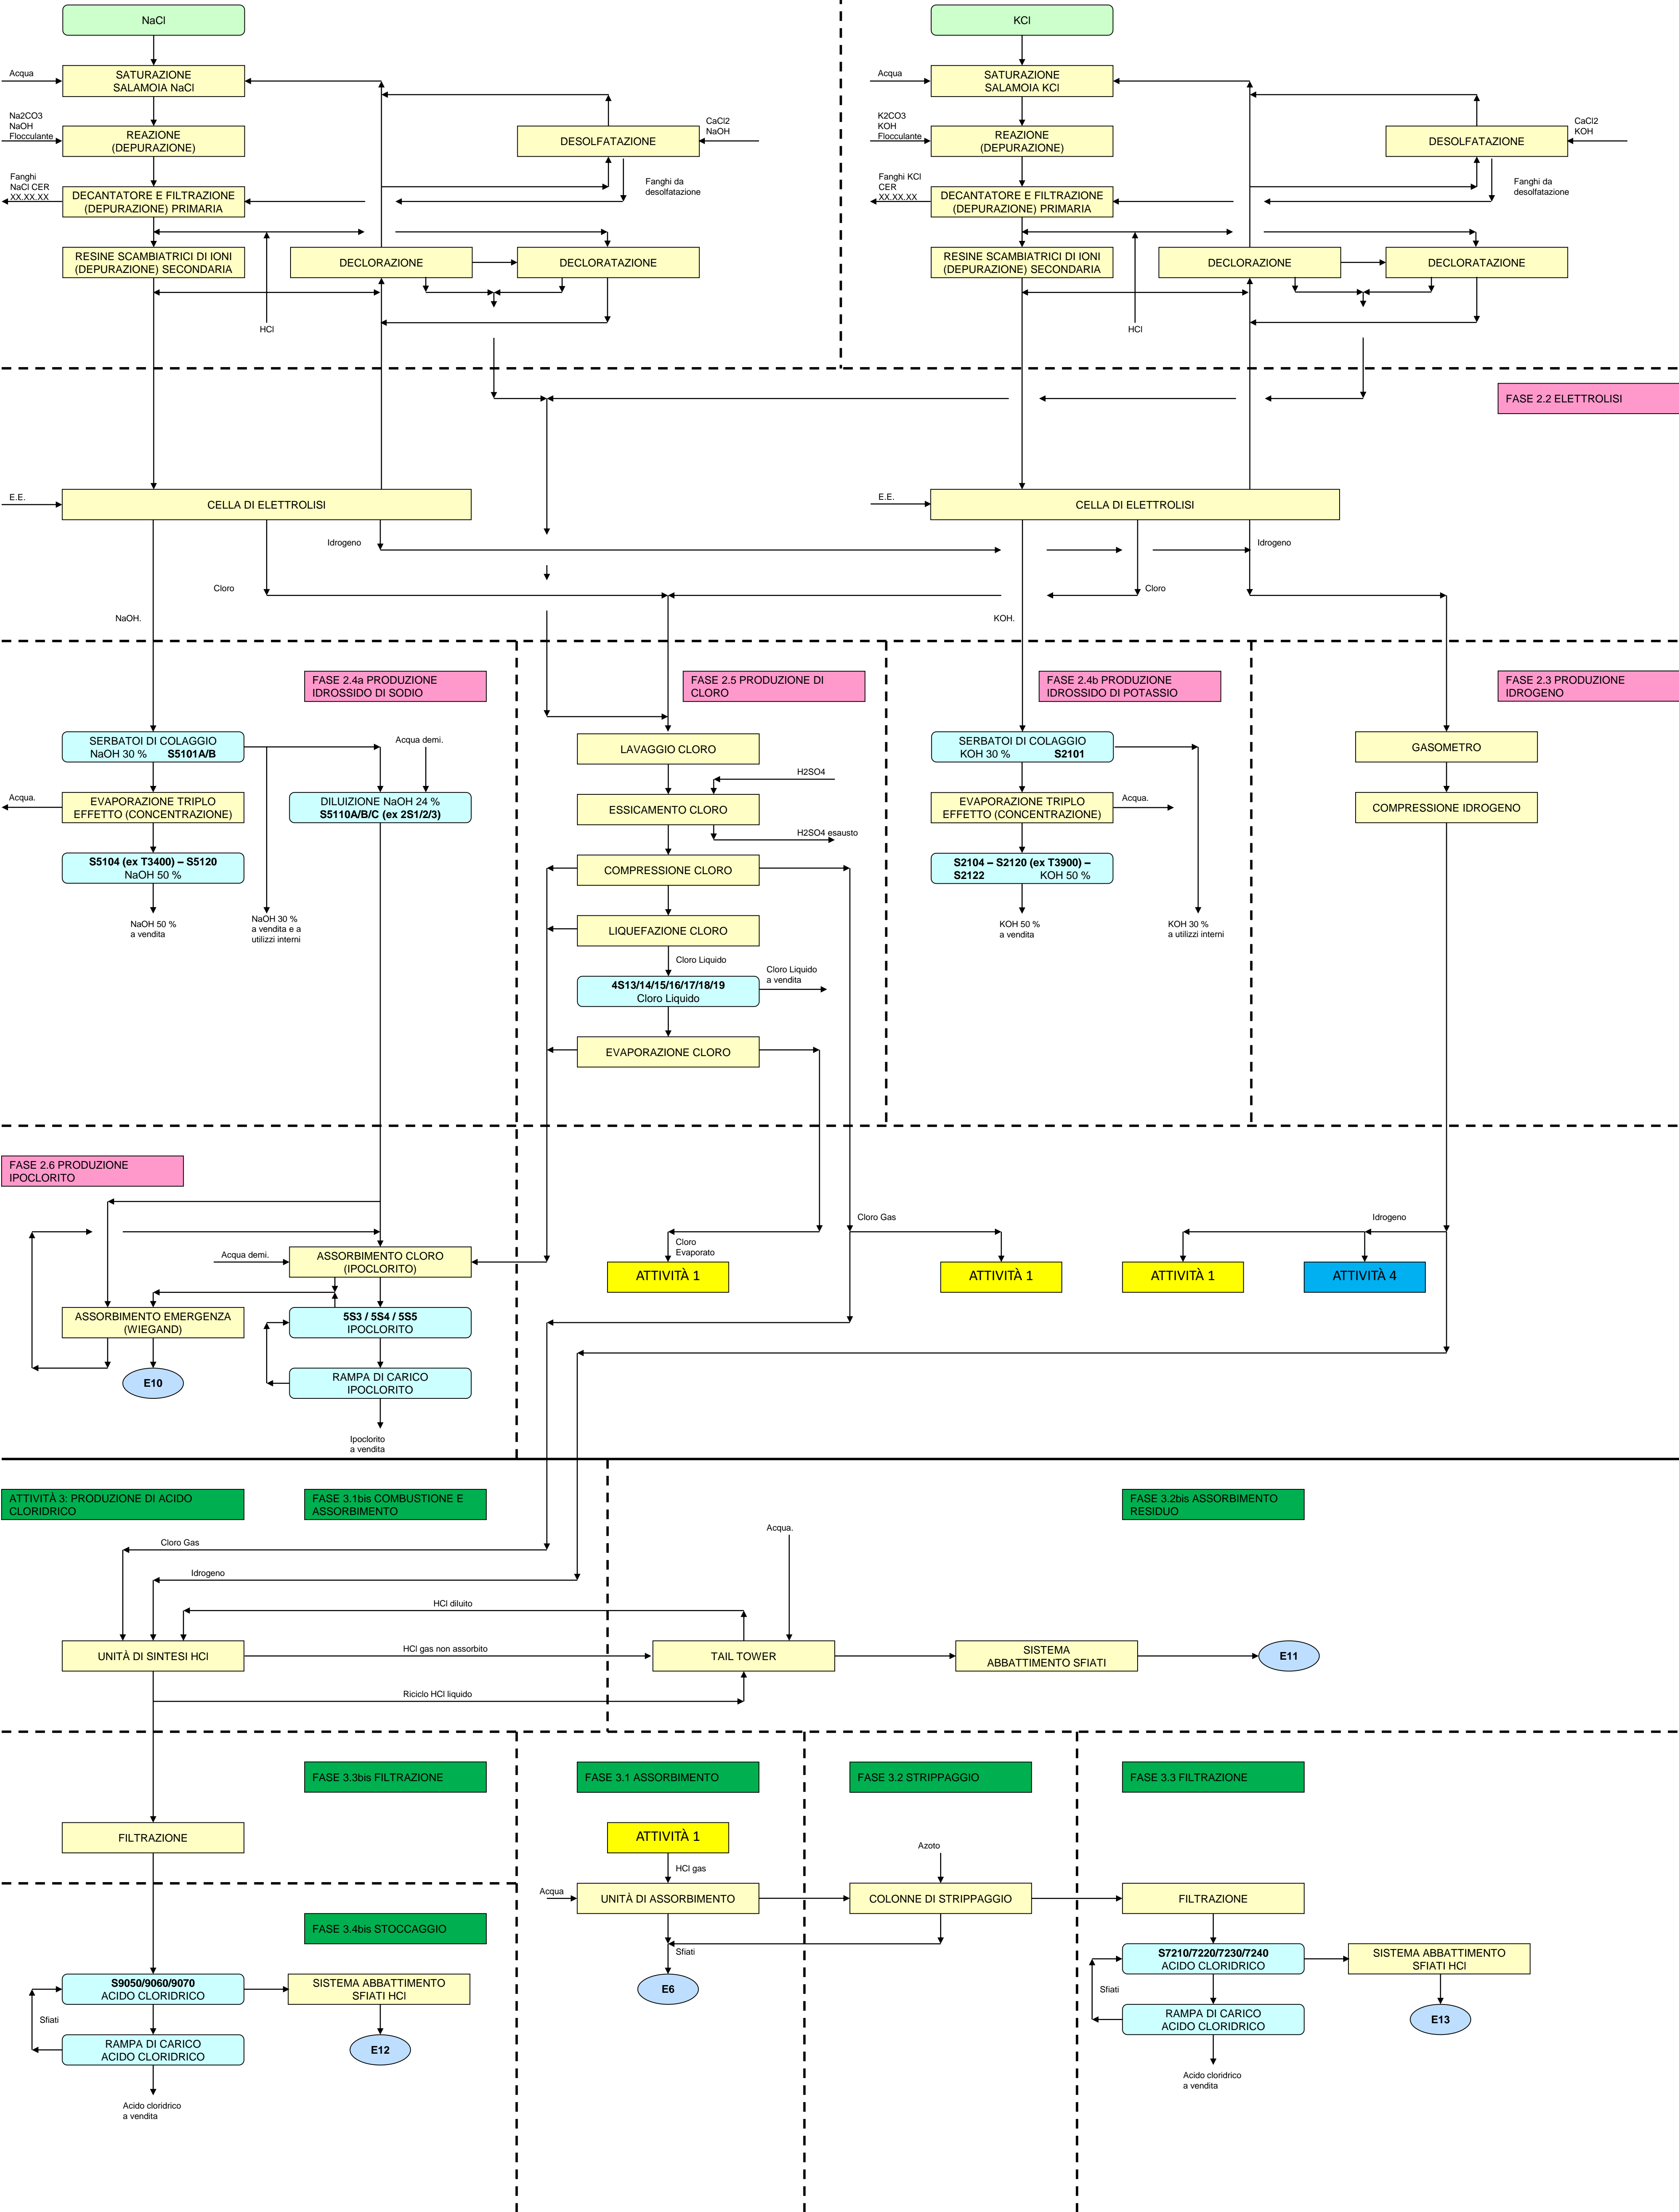 NaCl
KCl
Acqua
SATURAZIONE
SALAMOIA NaCl
Acqua
SATURAZIONE
SALAMOIA KCl
Na2CO3
NaOH
Flocculante
REAZIONE
(DEPURAZIONE)
DESOLFATAZIONE
CaCl2
NaOH
K2CO3
KOH
Flocculante
REAZIONE
(DEPURAZIONE)
DESOLFATAZIONE
CaCl2
KOH
Fanghi
NaCl CER
XX.XX.XX
DECANTATORE E FILTRAZIONE
(DEPURAZIONE) PRIMARIA
Fanghi da
desolfatazione
Fanghi KCl
CER
XX.XX.XX
DECANTATORE E FILTRAZIONE
(DEPURAZIONE) PRIMARIA
Fanghi da
desolfatazione
RESINE SCAMBIATRICI DI IONI
(DEPURAZIONE) SECONDARIA
DECLORAZIONE
DECLORATAZIONE
RESINE SCAMBIATRICI DI IONI
(DEPURAZIONE) SECONDARIA
DECLORAZIONE
DECLORATAZIONE
HCl
HCl
FASE 2.2 ELETTROLISI
E.E.
CELLA DI ELETTROLISI
E.E.
CELLA DI ELETTROLISI
Idrogeno
Idrogeno
Cloro
Cloro
NaOH.
KOH.
FASE 2.4a PRODUZIONE
IDROSSIDO DI SODIO
FASE 2.5 PRODUZIONE DI
CLORO
FASE 2.4b PRODUZIONE
IDROSSIDO DI POTASSIO
FASE 2.3 PRODUZIONE
IDROGENO
SERBATOI DI COLAGGIO
NaOH 30 % S5101A/B
Acqua demi.
LAVAGGIO CLORO
SERBATOI DI COLAGGIO
KOH 30 % S2101
GASOMETRO
H2SO4
Acqua.
EVAPORAZIONE TRIPLO
EFFETTO (CONCENTRAZIONE)
DILUIZIONE NaOH 24 %
S5110A/B/C (ex 2S1/2/3)
ESSICAMENTO CLORO
EVAPORAZIONE TRIPLO
EFFETTO (CONCENTRAZIONE)
Acqua.
COMPRESSIONE IDROGENO
H2SO4 esausto
S5104 (ex T3400) – S5120
NaOH 50 %
COMPRESSIONE CLORO
S2104 – S2120 (ex T3900) –
S2122 KOH 50 %
NaOH 50 %
a vendita
NaOH 30 %
a vendita e a
utilizzi interni
LIQUEFAZIONE CLORO
KOH 50 %
a vendita
KOH 30 %
a utilizzi interni
Cloro Liquido
4S13/14/15/16/17/18/19
Cloro Liquido
Cloro Liquido
a vendita
EVAPORAZIONE CLORO
FASE 2.6 PRODUZIONE
IPOCLORITO
Cloro Gas
Idrogeno
Acqua demi.
ASSORBIMENTO CLORO
(IPOCLORITO)
Cloro
Evaporato
ATTIVITÀ 1
ATTIVITÀ 1
ATTIVITÀ 1
ATTIVITÀ 4
ASSORBIMENTO EMERGENZA
(WIEGAND)
5S3 / 5S4 / 5S5
IPOCLORITO
E10
RAMPA DI CARICO
IPOCLORITO
Ipoclorito
a vendita
ATTIVITÀ 3: PRODUZIONE DI ACIDO
CLORIDRICO
FASE 3.1bis COMBUSTIONE E
ASSORBIMENTO
FASE 3.2bis ASSORBIMENTO
RESIDUO
Acqua.
Cloro Gas
Idrogeno
HCl diluito
UNITÀ DI SINTESI HCl
HCl gas non assorbito
TAIL TOWER
SISTEMA
ABBATTIMENTO SFIATI
E11
Riciclo HCl liquido
FASE 3.3bis FILTRAZIONE
FASE 3.1 ASSORBIMENTO
FASE 3.2 STRIPPAGGIO
FASE 3.3 FILTRAZIONE
FILTRAZIONE
ATTIVITÀ 1
Azoto
HCl gas
Acqua
UNITÀ DI ASSORBIMENTO
COLONNE DI STRIPPAGGIO
FILTRAZIONE
FASE 3.4bis STOCCAGGIO
Sfiati
S7210/7220/7230/7240
ACIDO CLORIDRICO
SISTEMA ABBATTIMENTO
SFIATI HCl
S9050/9060/9070
ACIDO CLORIDRICO
SISTEMA ABBATTIMENTO
SFIATI HCl
E6
Sfiati
Sfiati
RAMPA DI CARICO
ACIDO CLORIDRICO
E13
RAMPA DI CARICO
ACIDO CLORIDRICO
E12
Acido cloridrico
a vendita
Acido cloridrico
a vendita